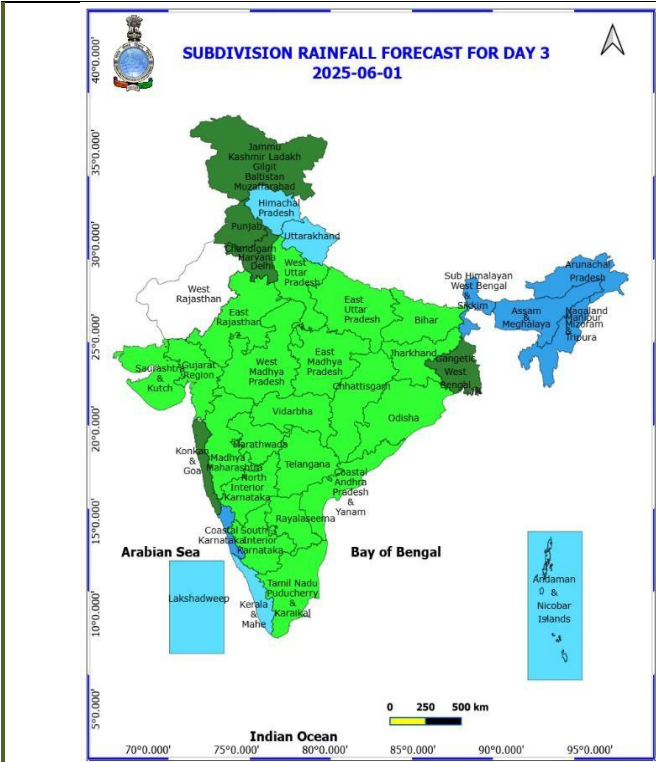 SUBDIVISION RAINFALL FORECAST FOR DAY 3
2025-06-01
40°0.000'
35°0.000'
30°0.000'
25°0.000'
20°0.000'
15°0.000'
10°0.000'
5°0.000'
Jammu
Kashmir Ladakh
Gilgit
Baltistan
Muzaffarabad
Himachal
Pradesh
Punjab
Uttarakhand
Chandigarh
Haryana
Delhi
West
Uttar
Pradesh
West
Rajasthan
East
Rajasthan
East
Uttar
Pradesh
Bihar
Sub Himalayan
West Bengal
&
Sikkim
Arunachal
Pradesh
Assam
&
Meghalaya
Nagaland
Manipur
Mizoram
&
Tripura
Saurashtra
&
Kutch
Gujarat
Region
West
Madhya
Pradesh
East
Madhya
Pradesh
Jharkhand
Gangetic
West
Bengal
Chhattisgarh
Vidarbha
Odisha
Konkan
&
Goa
Marathwada
Madhya
Maharashtra
Telangana
North
Interior
Karnataka
Coastal
Andhra
Pradesh
&
Yanam
Rayalaseema
Coastal
Karnataka
South
Interior
Karnataka
Arabian Sea
Bay of Bengal
Lakshadweep
Kerala
&
Mahe
Tamil Nadu
Puducherry
&
Karaikal
Andaman
&
Nicobar
Islands
0 250 500 km
Indian Ocean
70°0.000' 75°0.000' 80°0.000' 85°0.000' 90°0.000' 95°0.000'